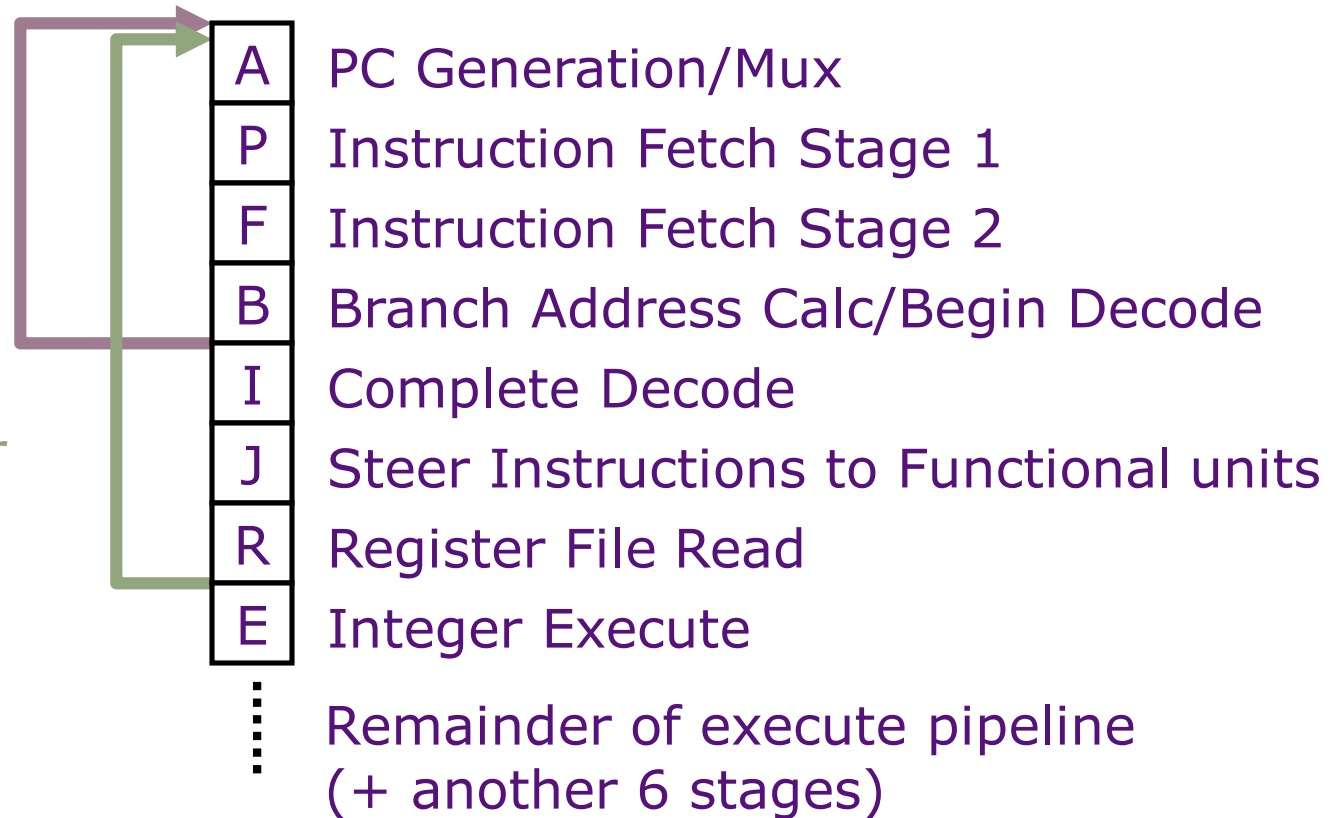 A PC Generation/Mux
P Instruction Fetch Stage 1
F Instruction Fetch Stage 2
B Branch Address Calc/Begin Decode
I Complete Decode
J Steer Instructions to Functional units
R Register File Read
E Integer Execute
Remainder of execute pipeline
(+ another 6 stages)